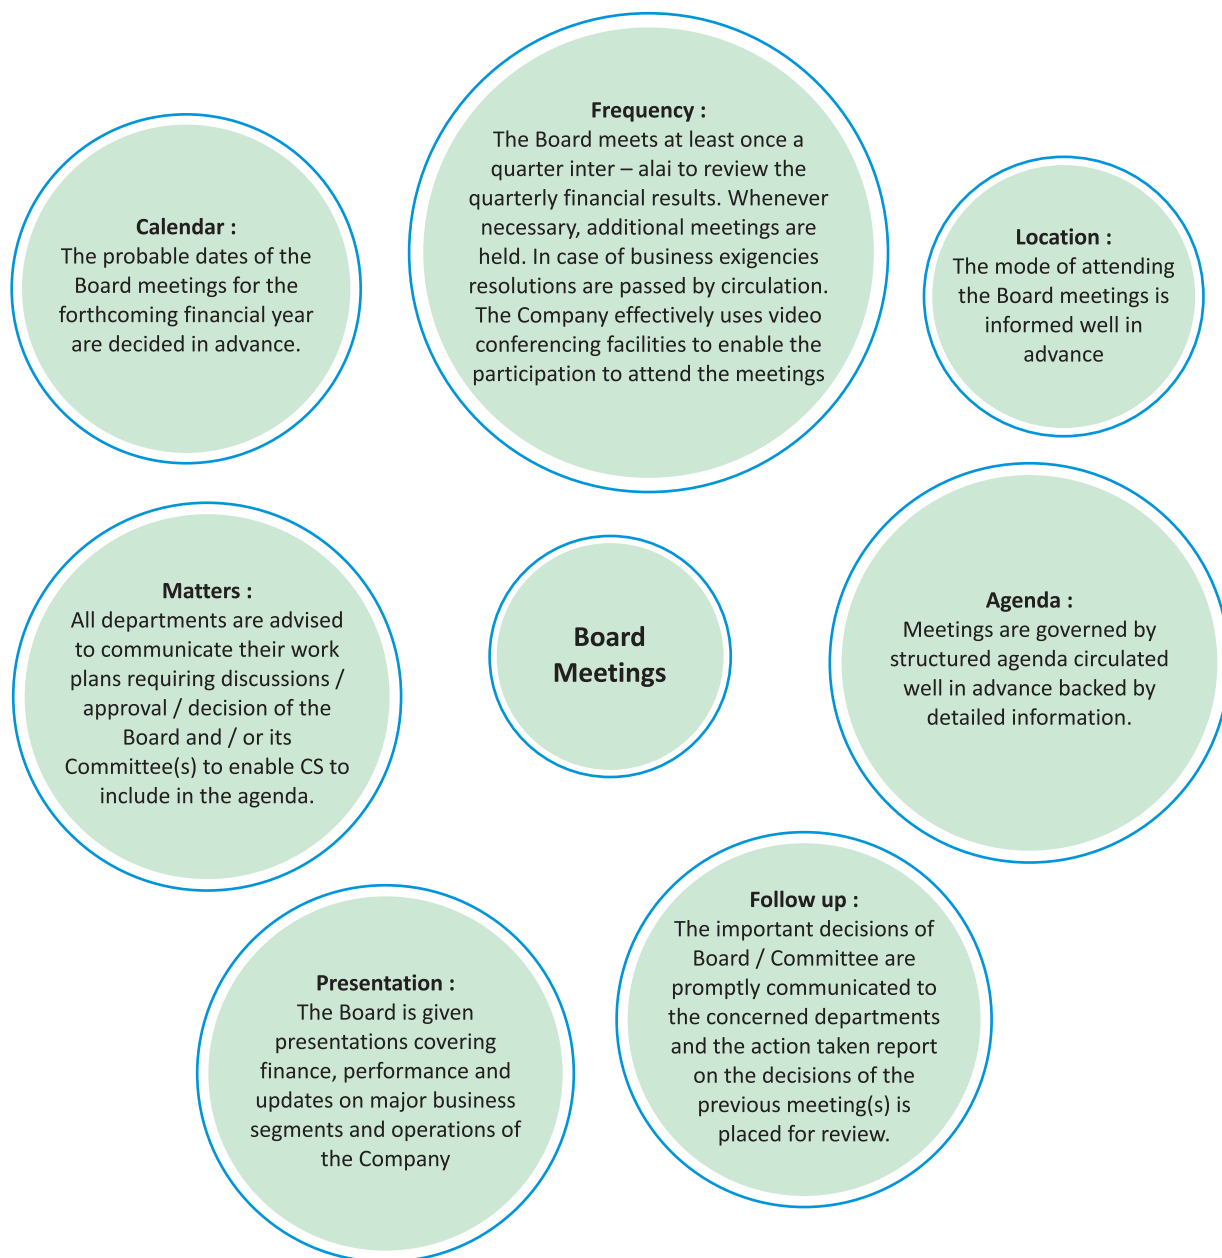 Frequency :
The Board meets at least once a
quarter inter – alai to review the
quarterly financial results. Whenever
necessary, additional meetings are
held. In case of business exigencies
resolutions are passed by circulation.
The Company effectively uses video
conferencing facilities to enable the
participation to attend the meetings
Calendar :
The probable dates of the
Board meetings for the
forthcoming financial year
are decided in advance.
Location :
The mode of attending
the Board meetings is
informed well in
advance
Matters :
All departments are advised
to communicate their work
plans requiring discussions /
approval / decision of the
Board and / or its
Committee(s) to enable CS to
include in the agenda.
Board
Meetings
Agenda :
Meetings are governed by
structured agenda circulated
well in advance backed by
detailed information.
Presentation :
The Board is given
presentations covering
finance, performance and
updates on major business
segments and operations of
the Company
Follow up :
The important decisions of
Board / Committee are
promptly communicated to
the concerned departments
and the action taken report
on the decisions of the
previous meeting(s) is
placed for review.